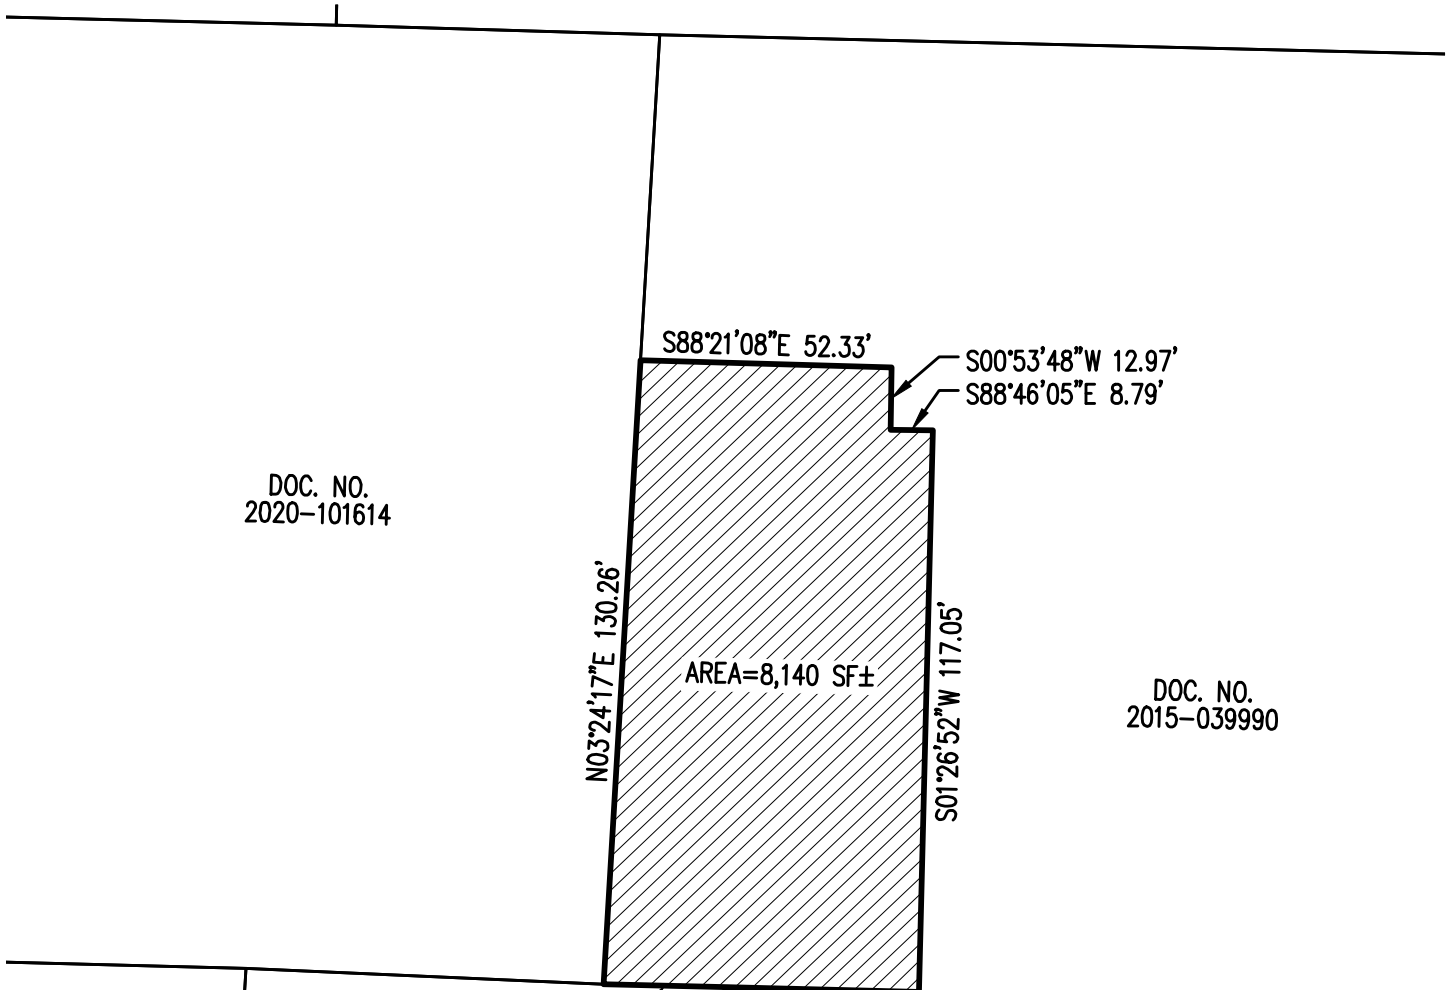 S88°21'08"E 52.33'
S00°53'48"W 12.97'
S88°46'05"E 8.79'
DOC. NO.
2020-101614
N03°24'17"E 130.26'
AREA=8,140 SF±
S01°26'52"W 117.05'
DOC. NO.
2015-039990